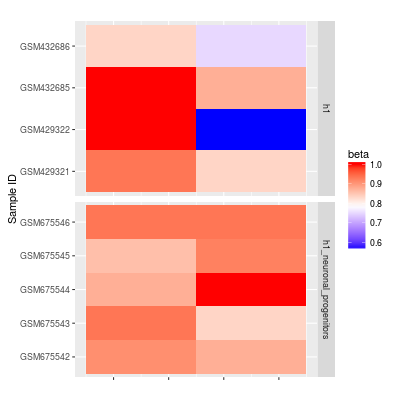 GSM432686
GSM432685
GSM429322
GSM429321
h1
GSM675546
GSM675545
GSM675544
GSM675543
GSM675542
h1_neuronal_progenitors
Sample ID
beta
1.0
0.9
0.8
0.7
0.6